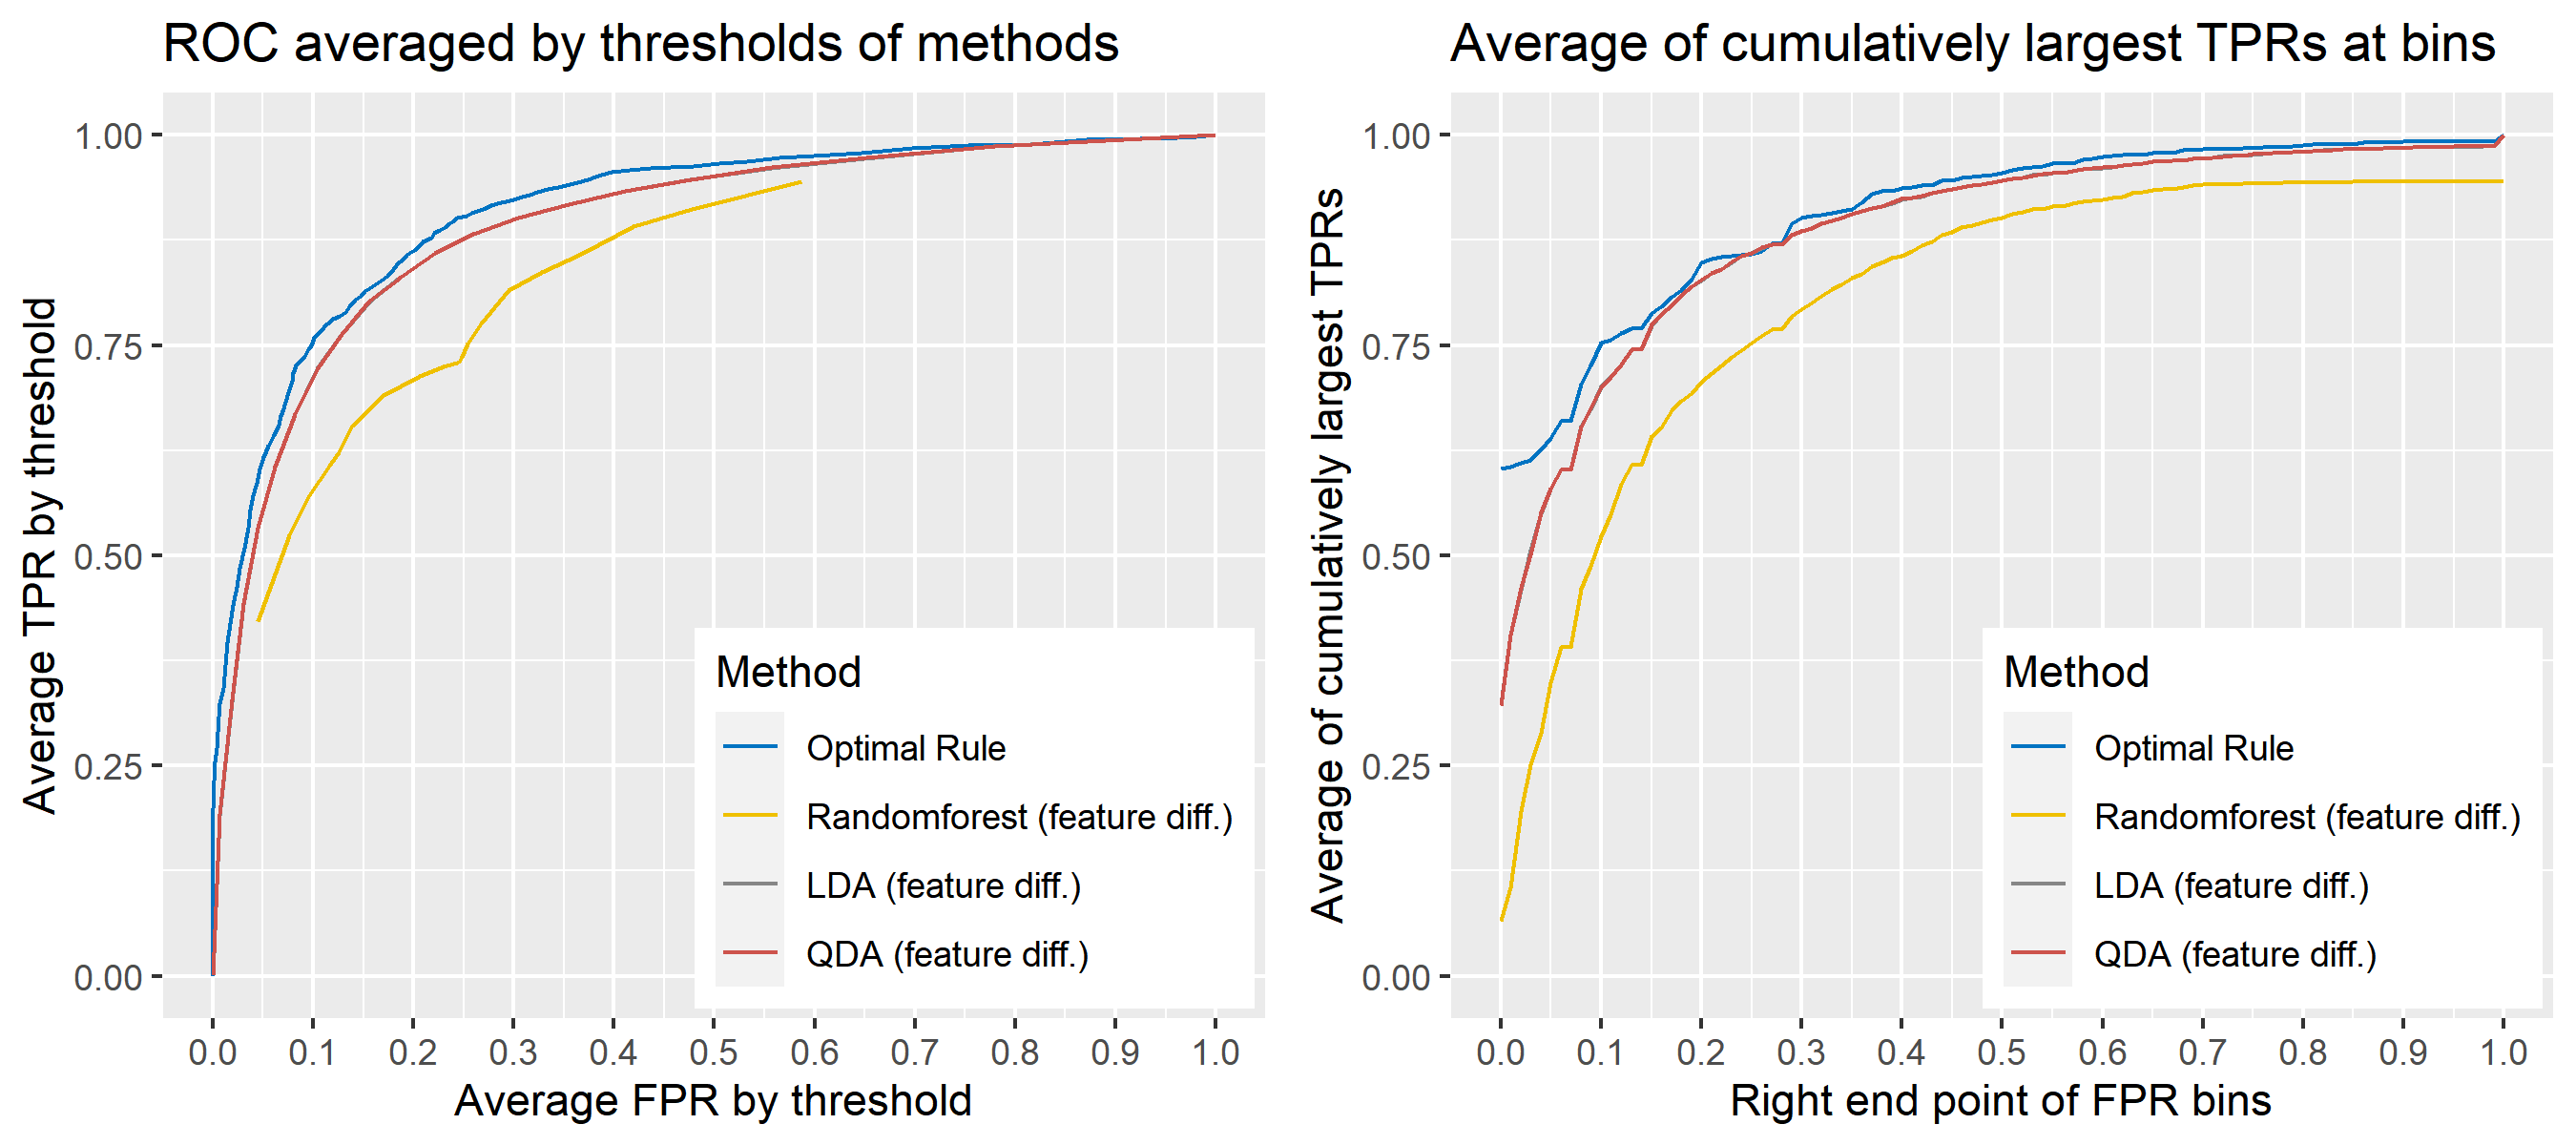 ROC averaged by thresholds of methods
Average TPR by threshold
1.00
0.75
0.50
0.25
0.00
Method
Optimal Rule
Randomforest (feature diff.)
LDA (feature diff.)
QDA (feature diff.)
0.0 0.1 0.2 0.3 0.4 0.5 0.6 0.7 0.8 0.9 1.0
Average FPR by threshold
Average of cumulatively largest TPRs at bins
Average of cumulatively largest TPRs
1.00
0.75
0.50
0.25
0.00
Method
Optimal Rule
Randomforest (feature diff.)
LDA (feature diff.)
QDA (feature diff.)
0.0 0.1 0.2 0.3 0.4 0.5 0.6 0.7 0.8 0.9 1.0
Right end point of FPR bins